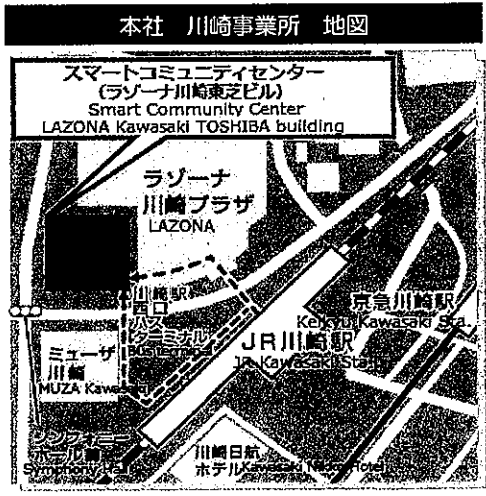 本社 川崎事業所 地図
スマートコミュニティセンター
(ラゾーナ川崎東芝ビル)
Smart Community Center
LAZONA Kawasaki TOSHIBA building
ラゾーナ
川崎プラザ
LAZONA
川崎駅
西口
バス
ターミナル
Bus terminal
京急川崎駅
Keikyu Kawasaki Sta.
JR川崎駅
JR Kawasaki Sta.
ミューザ
川崎
MUZA Kawasaki
シンフォニー
ホール
Symphony Hall
川崎日航
ホテル Kawasaki Nikko Hotel